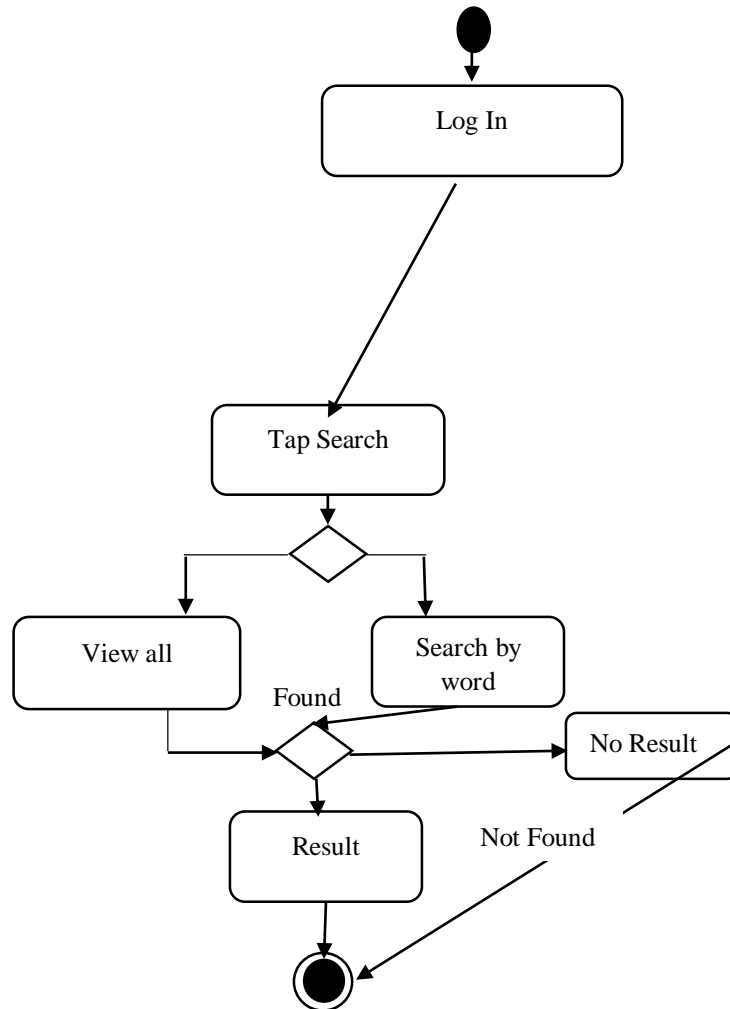 Log In
Tap Search
View all
Search by
word
Found
No Result
Result
Not Found